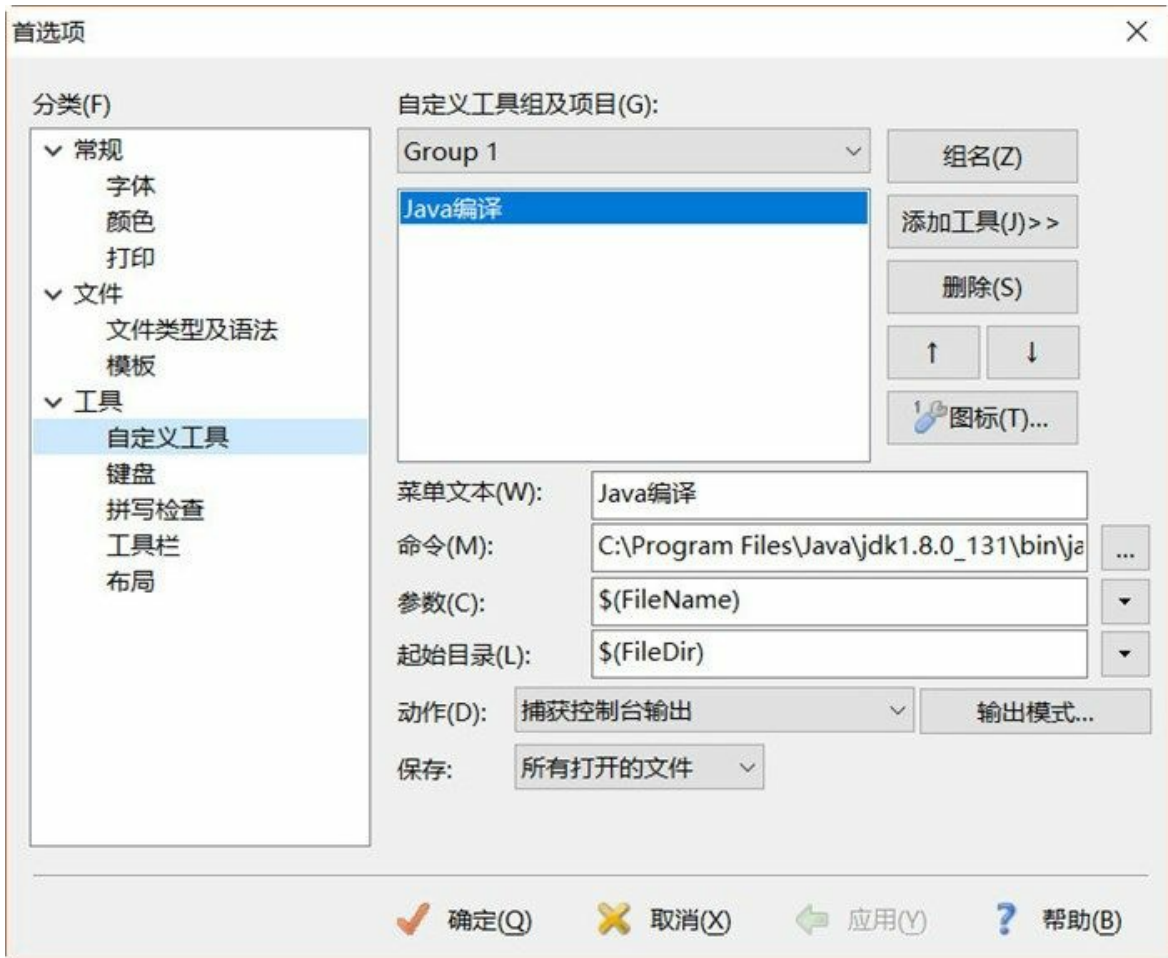 首选项
分类(F)
常规
字体
颜色
打印
文件
文件类型及语法
模板
工具
自定义工具
键盘
拼写检查
工具栏
布局
自定义工具组及项目(G):
Group 1
组名(Z)
Java编译
添加工具(J)>>
删除(S)
↑ ↓
1 图标(T)...
菜单文本(W): Java编译
命令(M): C:\Program Files\Java\jdk1.8.0_131\bin\ja ...
参数(C): $(FileName)
起始目录(L): $(FileDir)
动作(D): 捕获控制台输出 输出模式...
保存: 所有打开的文件
确定(Q) 取消(X) 应用(Y) 帮助(B)